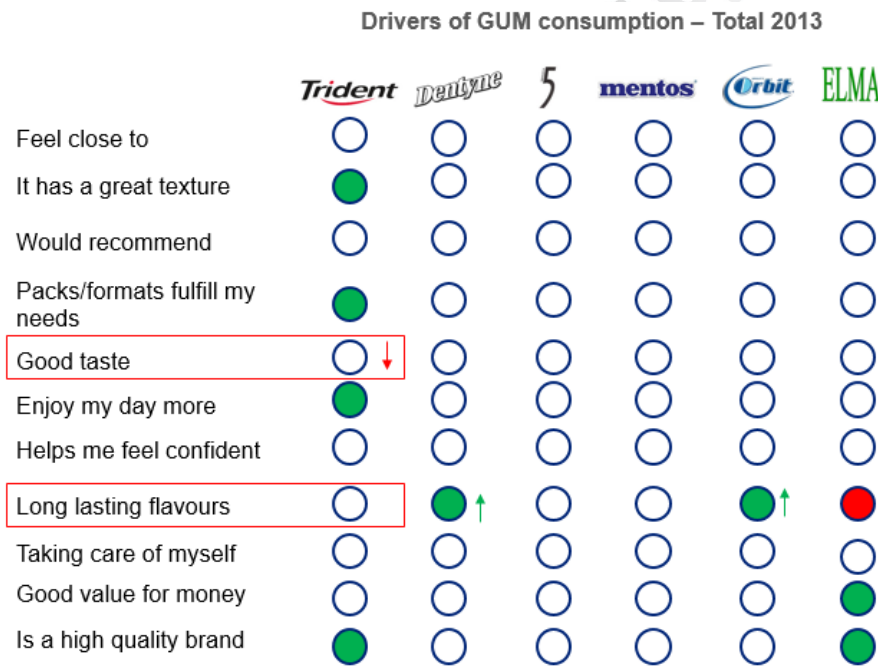 Drivers of GUM consumption – Total 2013
Trident Dentyne 5 mentos Orbit ELMA
Feel close to
It has a great texture
Would recommend
Packs/formats fulfill my
needs
Good taste
Enjoy my day more
Helps me feel confident
Long lasting flavours
Taking care of myself
Good value for money
Is a high quality brand